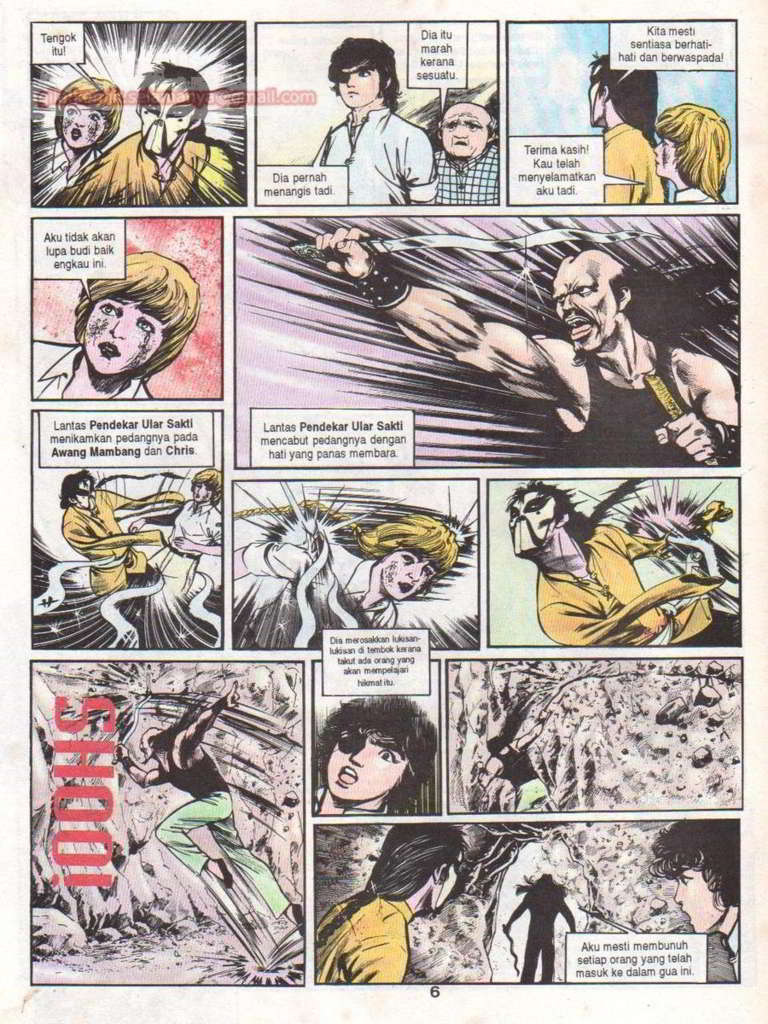 Tengok
itu!
Dia itu
marah
kerana
sesuatu.
Dia pernah
menangis tadi.
Kita mesti
sentiasa berhati-
hati dan berwaspada!
Terima kasih!
Kau telah
menyelamatkan
aku tadi.
Aku tidak akan
lupa budi baik
engkau ini.
Lantas Pendekar Ular Sakti
mencabut pedangnya dengan
hati yang panas membara.
Lantas Pendekar Ular Sakti
menikamkan pedangnya pada
Awang Mambang dan Chris.
Dia merosakkan lukisan-
lukisan di tembok kerana
takut ada orang yang
akan mempelajari
hikmat itu.
SHOOi
Aku mesti membunuh
setiap orang yang telah
masuk ke dalam gua ini.
6